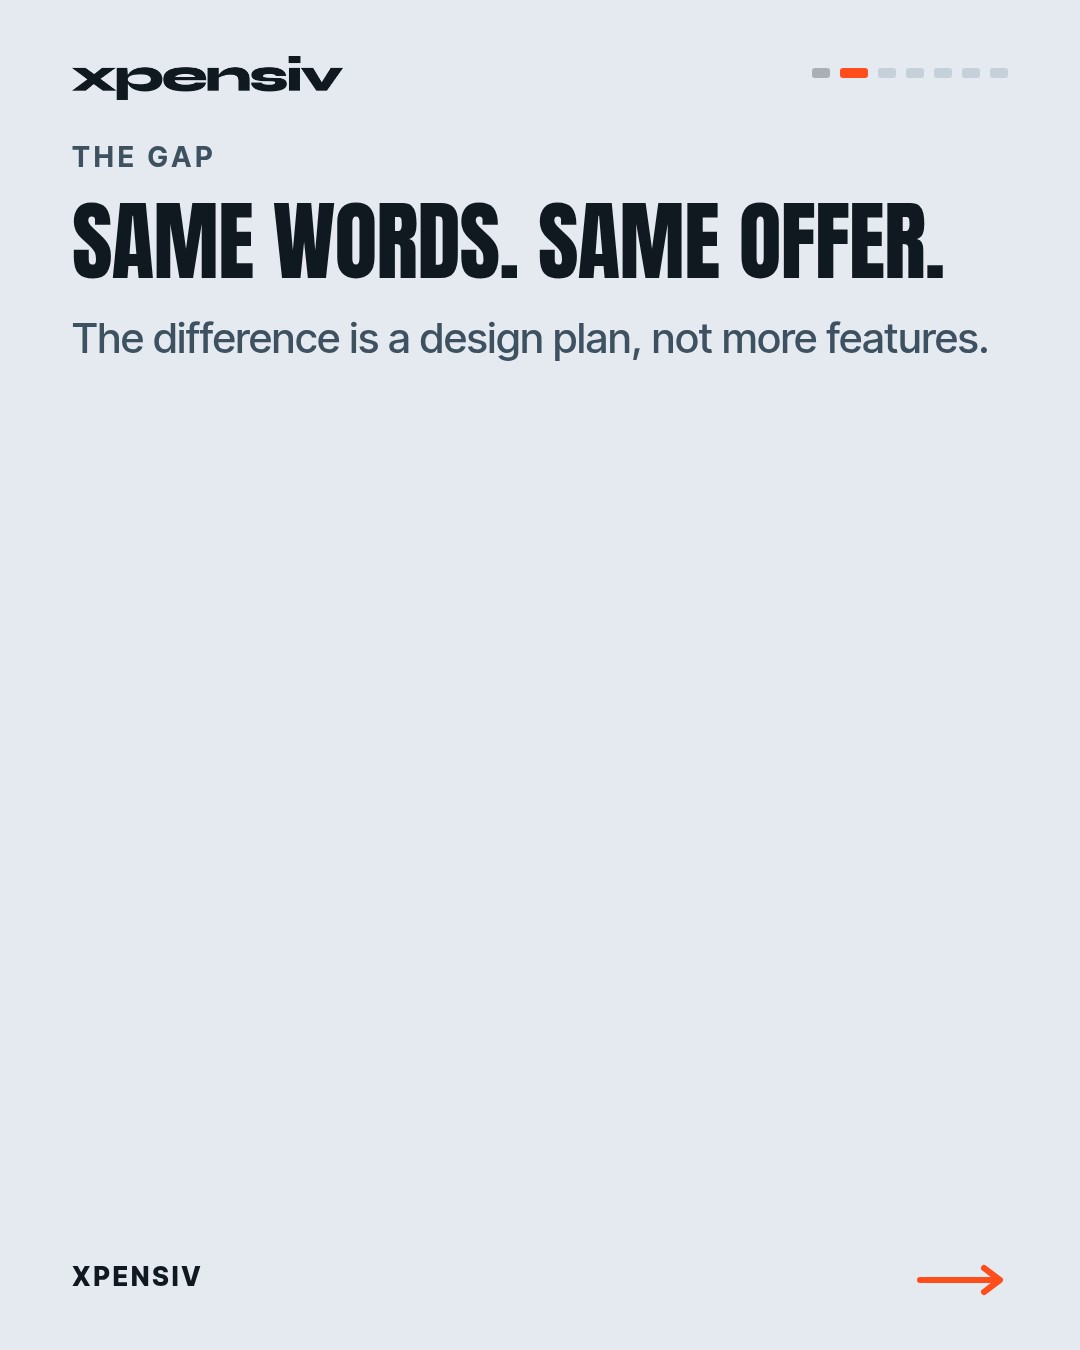 xpensiv
THE GAP
SAME WORDS. SAME OFFER.
The difference is a design plan, not more features.
XPENSIV